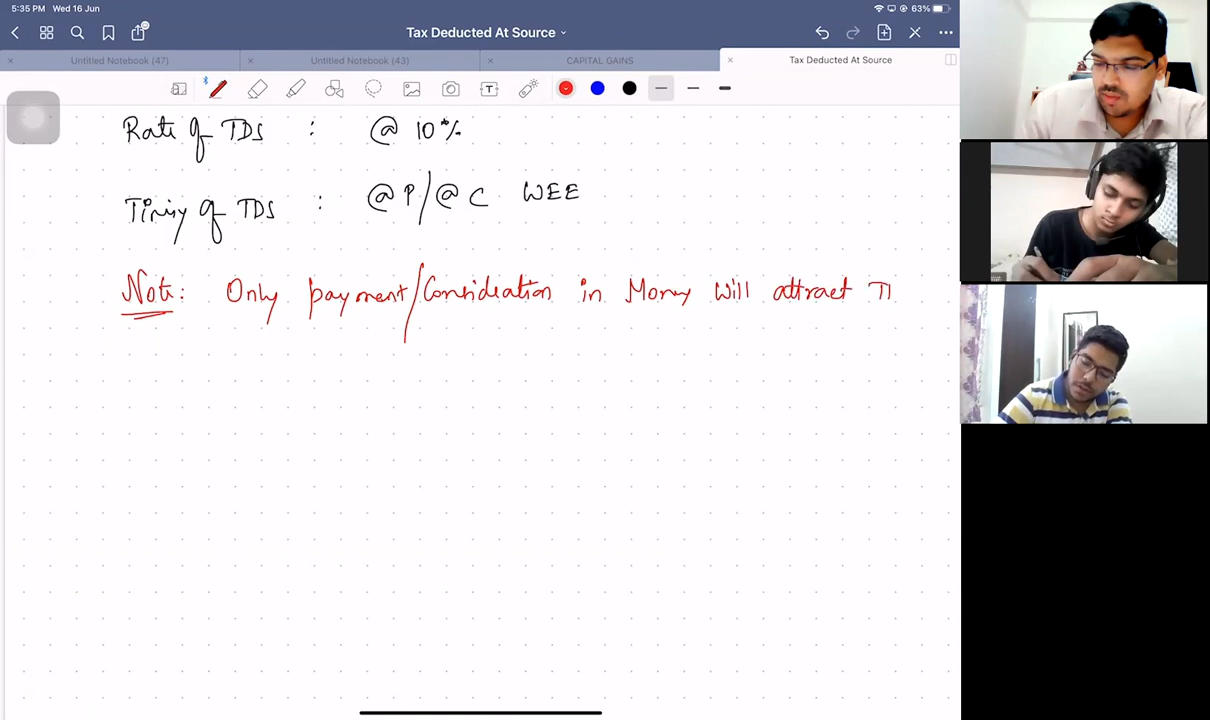 5:35 PM Wed 16 Jun
63%
Tax Deducted At Source
Untitled Notebook (47)
Untitled Notebook (43)
CAPITAL GAINS
Tax Deducted At Source
T
Rate of TDS : @ 10%
Timing of TDS : @ P/@ C WEE
Note: Only payment/Consideration in Money Will attract T